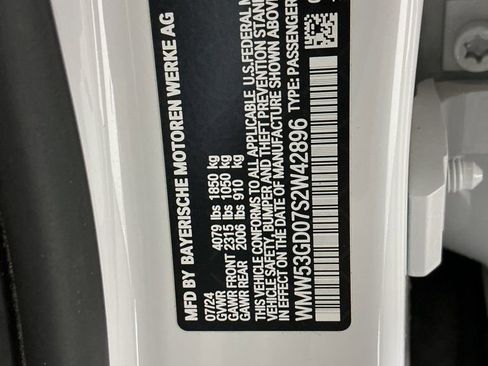 MFD BY BAYERISCHE MOTOREN WERKE AG
07/24
GVWR 4079 lbs 1850 kg
GAWR FRONT 2315 lbs 1050 kg
GAWR REAR 2006 lbs 910 kg
THIS VEHICLE CONFORMS TO ALL APPLICABLE U.S. FEDERAL
VEHICLE SAFETY, BUMPER AND THEFT PREVENTION
IN EFFECT ON THE DATE OF MANUFACTURE SHOWN
WMW53GD07S2W42896 TYPE: PASSENGER